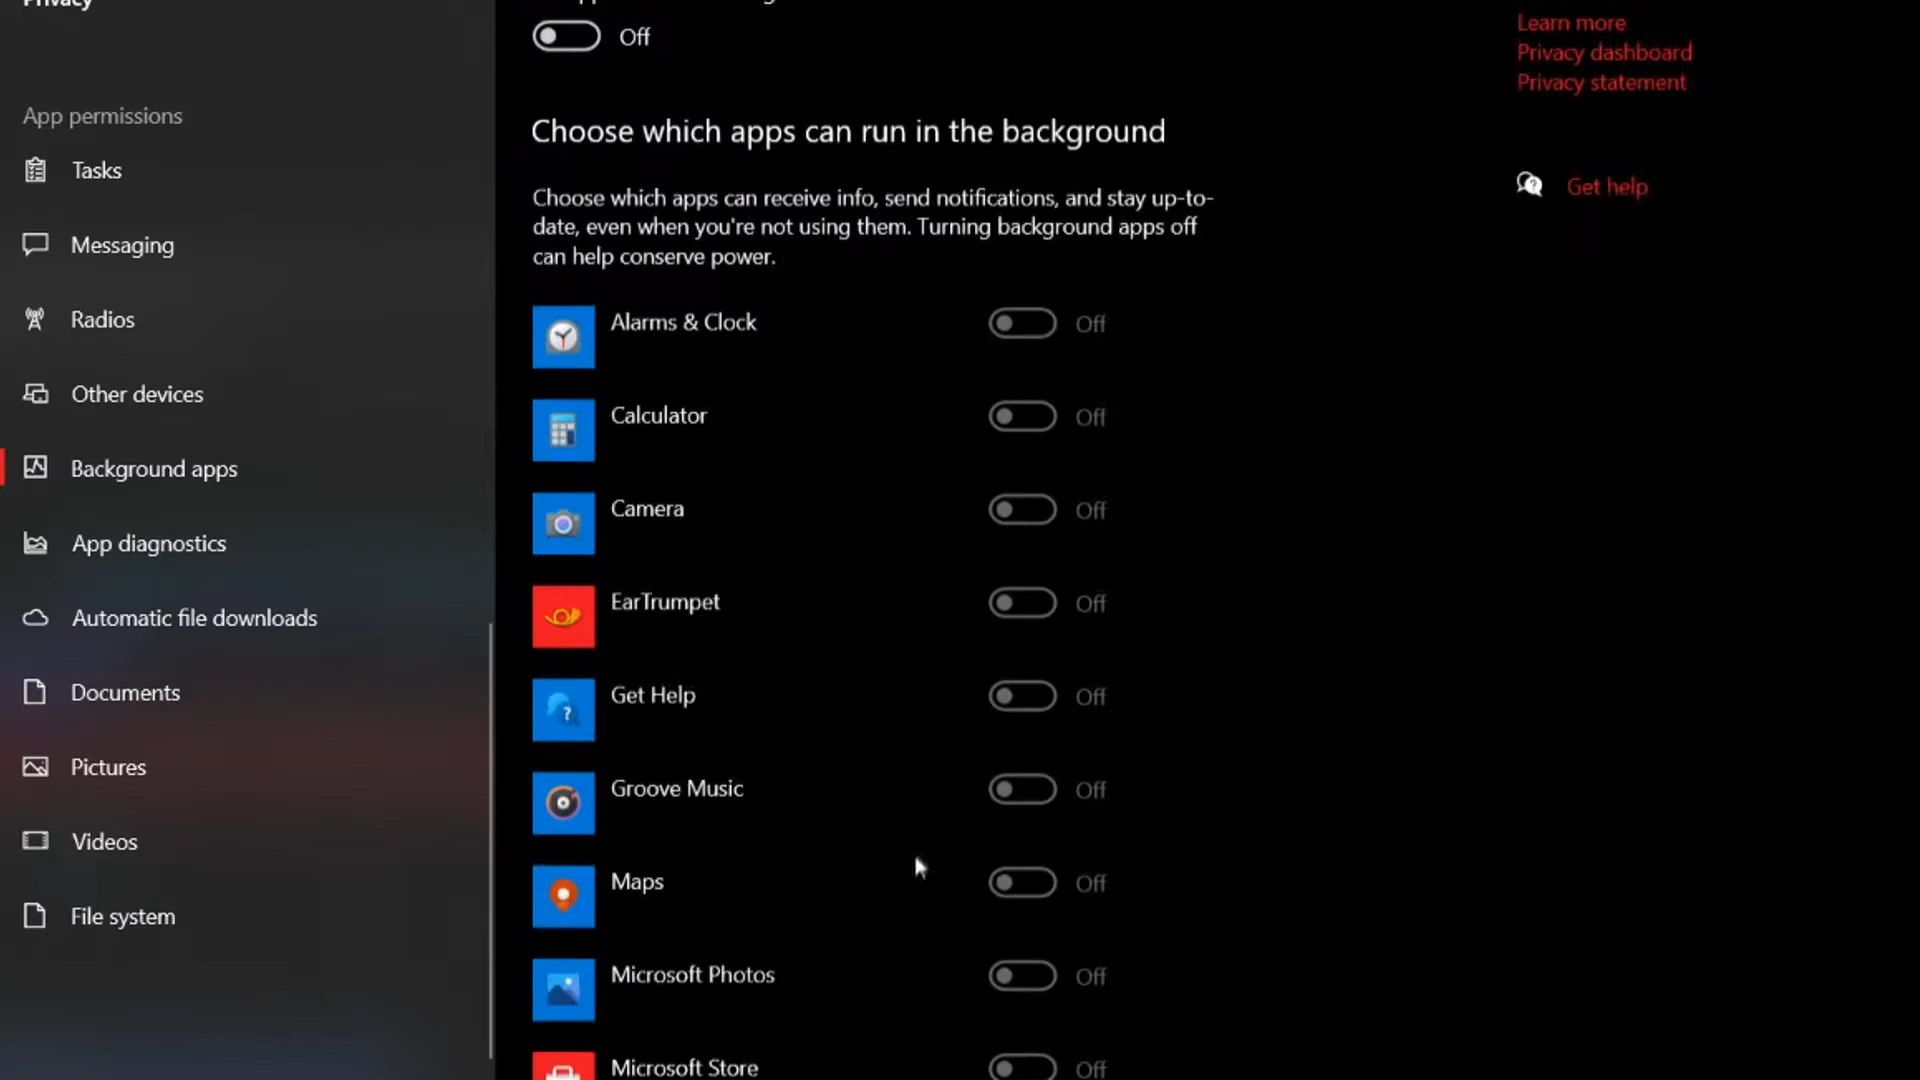 Privacy
App permissions
Tasks
Messaging
Radios
Other devices
Background apps
App diagnostics
Automatic file downloads
Documents
Pictures
Videos
File system
Off
Choose which apps can run in the background
Choose which apps can receive info, send notifications, and stay up-to-
date, even when you're not using them. Turning background apps off
can help conserve power.
Alarms & Clock Off
Calculator Off
Camera Off
EarTrumpet Off
Get Help Off
Groove Music Off
Maps Off
Microsoft Photos Off
Microsoft Store Off
Learn more
Privacy dashboard
Privacy statement
Get help